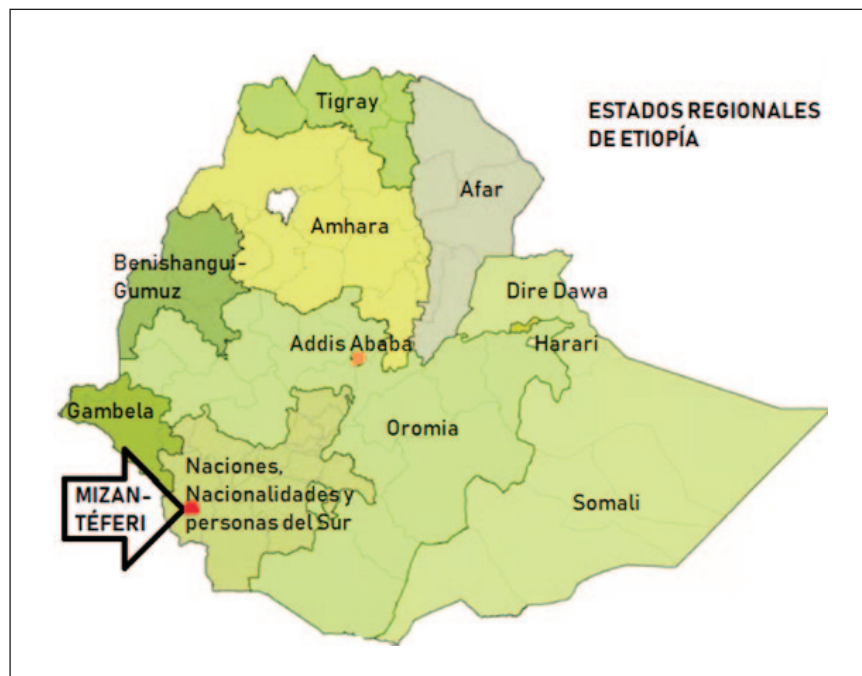 Tigray
ESTADOS REGIONALES
DE ETIOPÍA
Afar
Amhara
Benishangui-
Gumuz
Dire Dawa
Addis Ababa
Harari
Gambela
Oromia
Naciones,
Nacionalidades y
personas del Sur
MIZAN-
TÉFERI
Somali